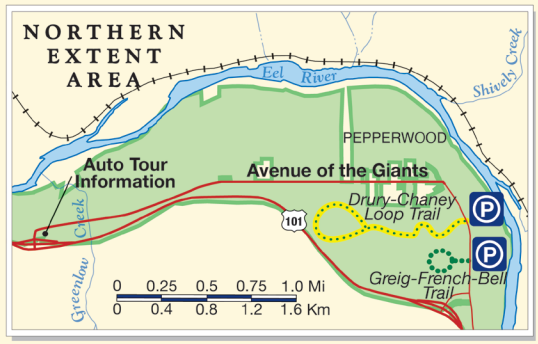 NORTHERN
EXTENT
AREA
Eel River
Shively Creek
PEPPERWOOD
Auto Tour
Information
Avenue of the Giants
Drury-Chaney
Loop Trail
P
101
P
Greenlow Creek
Greig-French-Bell
Trail
0 0.25 0.5 0.75 1.0 Mi
0 0.4 0.8 1.2 1.6 Km